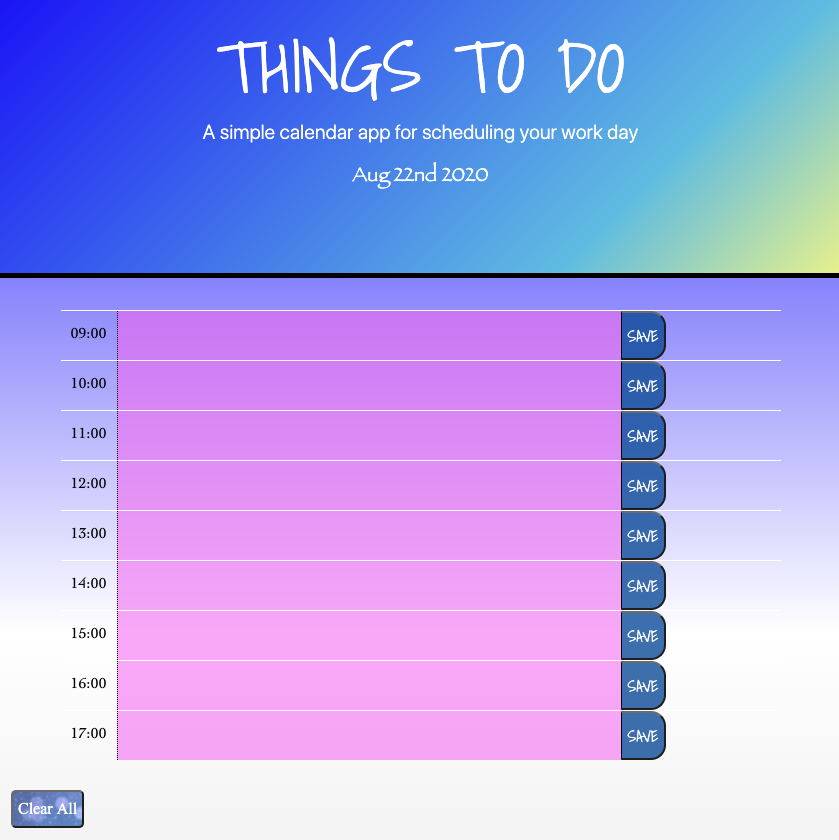 THINGS TO DO
A simple calendar app for scheduling your work day
Aug 22nd 2020
09:00 SAVE
10:00 SAVE
11:00 SAVE
12:00 SAVE
13:00 SAVE
14:00 SAVE
15:00 SAVE
16:00 SAVE
17:00 SAVE
Clear All